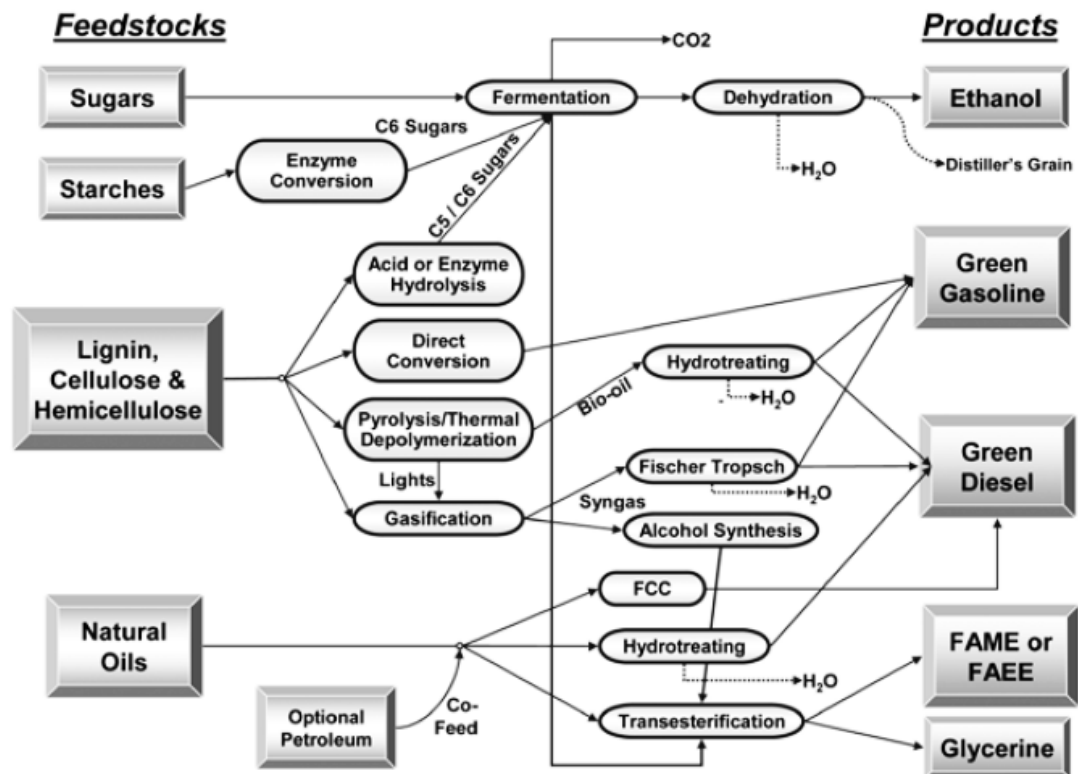 Feedstocks
Products
CO2
Sugars
Fermentation
Dehydration
Ethanol
C6 Sugars
Enzyme
Conversion
H₂O
Distiller's Grain
Starches
C5 / C6 Sugars
Acid or Enzyme
Hydrolysis
Green
Gasoline
Lignin,
Cellulose &
Hemicellulose
Direct
Conversion
Hydrotreating
Bio-oil
H₂O
Pyrolysis/Thermal
Depolymerization
Green
Diesel
Lights
Fischer Tropsch
H₂O
Syngas
Gasification
Alcohol Synthesis
FCC
Natural
Oils
Hydrotreating
H₂O
FAME or
FAEE
Optional
Petroleum
Co-
Feed
Transesterification
Glycerine